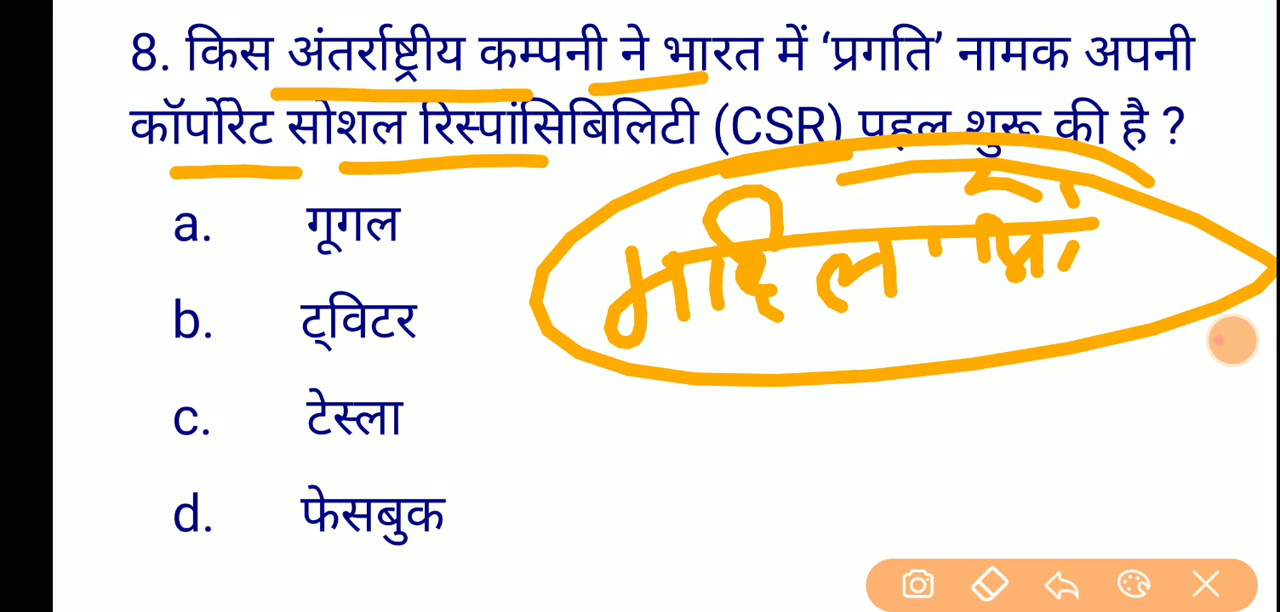 8. किस अंतर्राष्ट्रीय कम्पनी ने भारत में ‘प्रगति’ नामक अपनी
कॉर्पोरेट सोशल रिस्पांसिबिलिटी (CSR) पहल शुरू की है ?
a. गूगल
b. ट्विटर
c. टेस्ला
d. फेसबुक